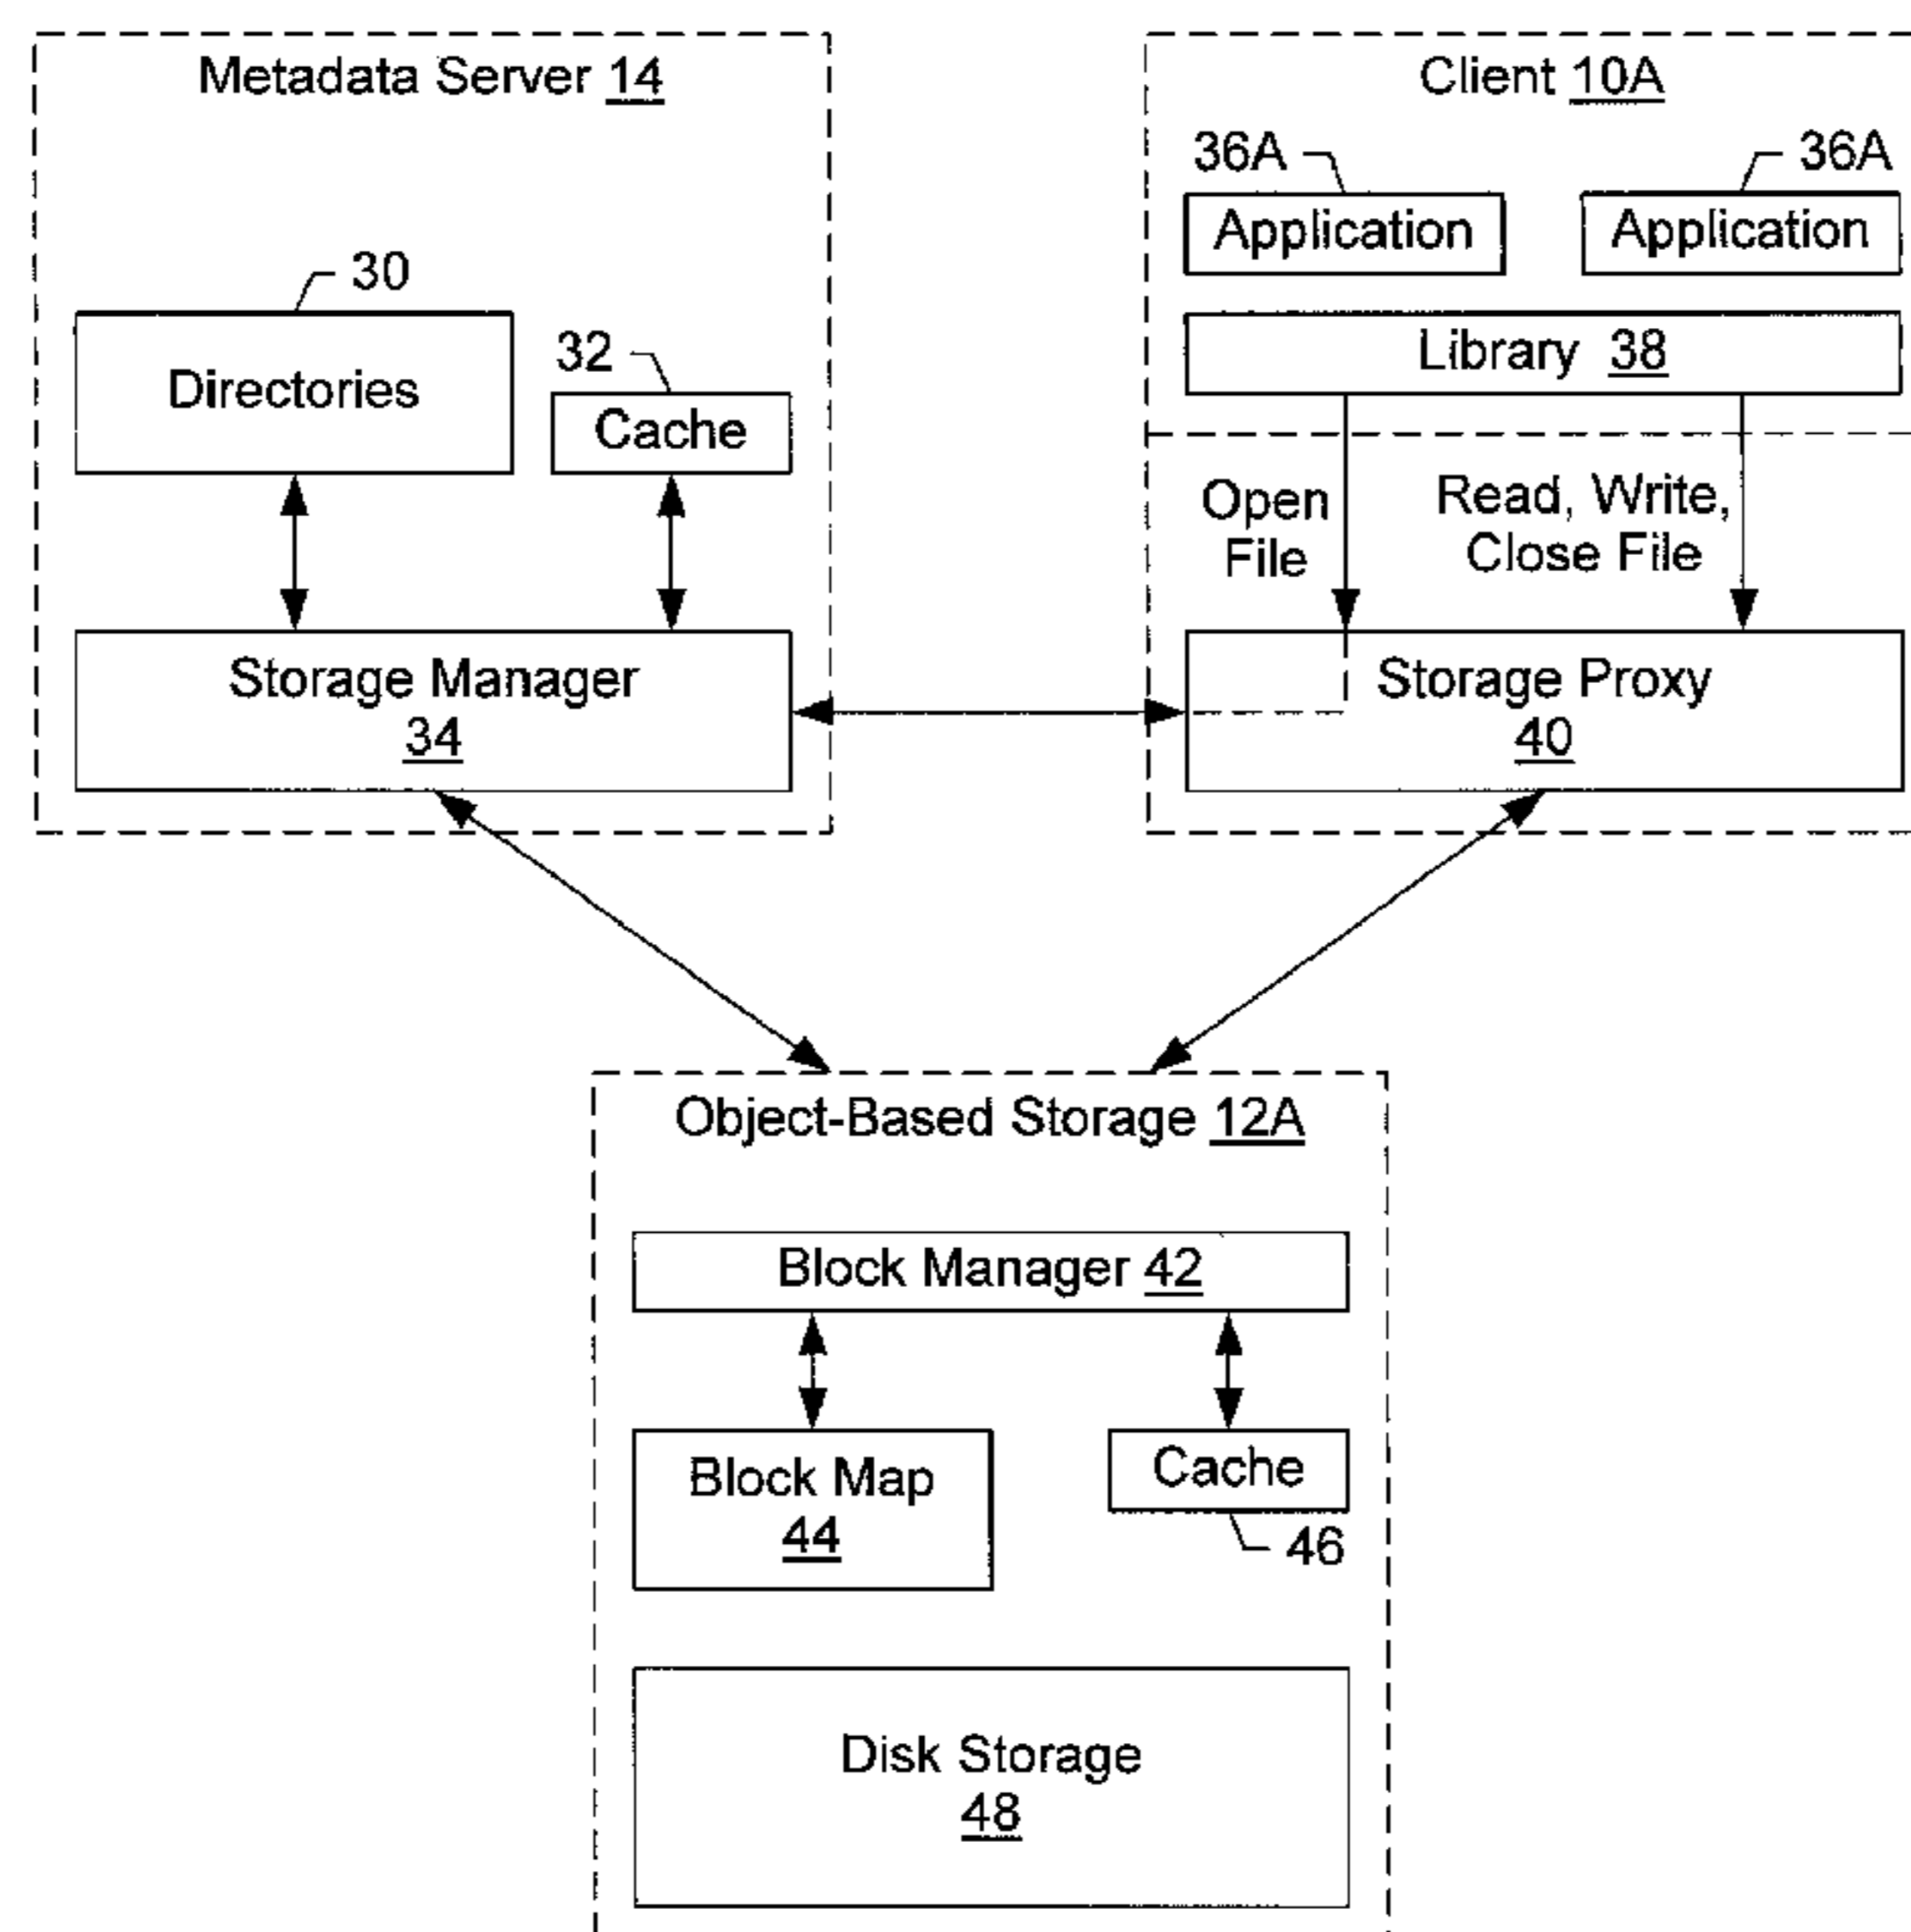 Metadata Server 14
30
Directories
32
Cache
Storage Manager
34
Client 10A
36A
36A
Application
Application
Library 38
Open
File
Read, Write,
Close File
Storage Proxy
40
Object-Based Storage 12A
Block Manager 42
Block Map
44
Cache
46
Disk Storage
48